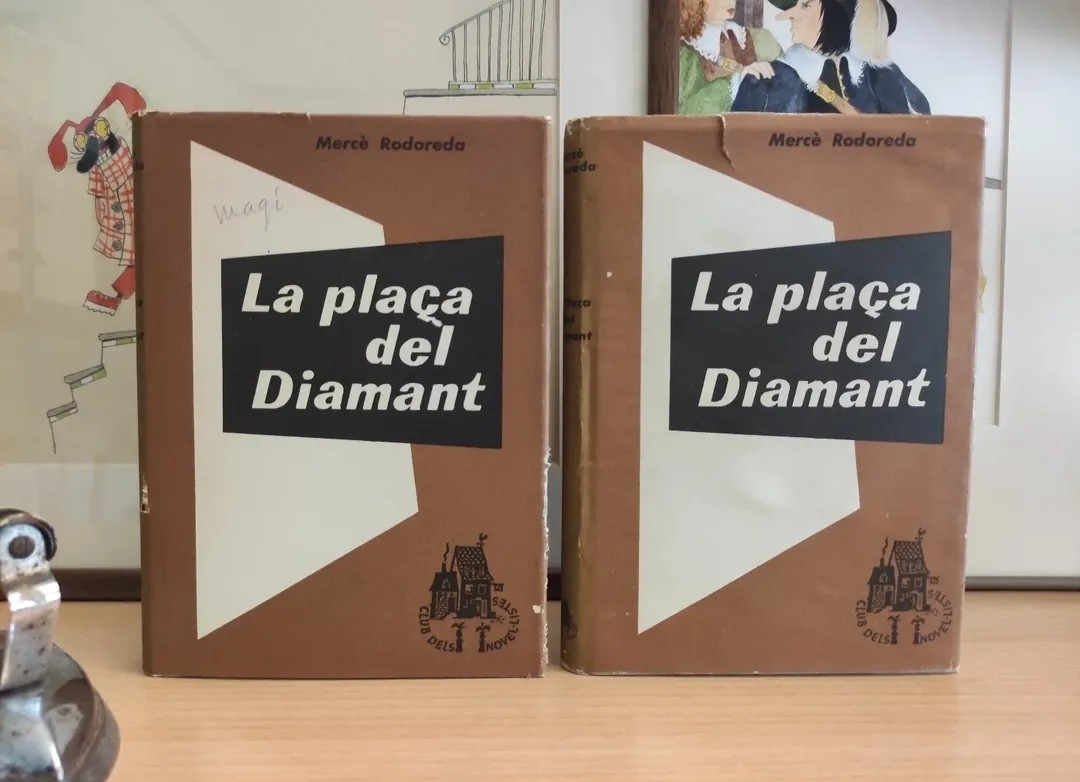 Mercè Rodoreda
magí
La plaça
del
Diamant
CLUB DELS NOVEL·LISTES
Mercè Rodoreda
La plaça
del
Diamant
CLUB DELS NOVEL·LISTES